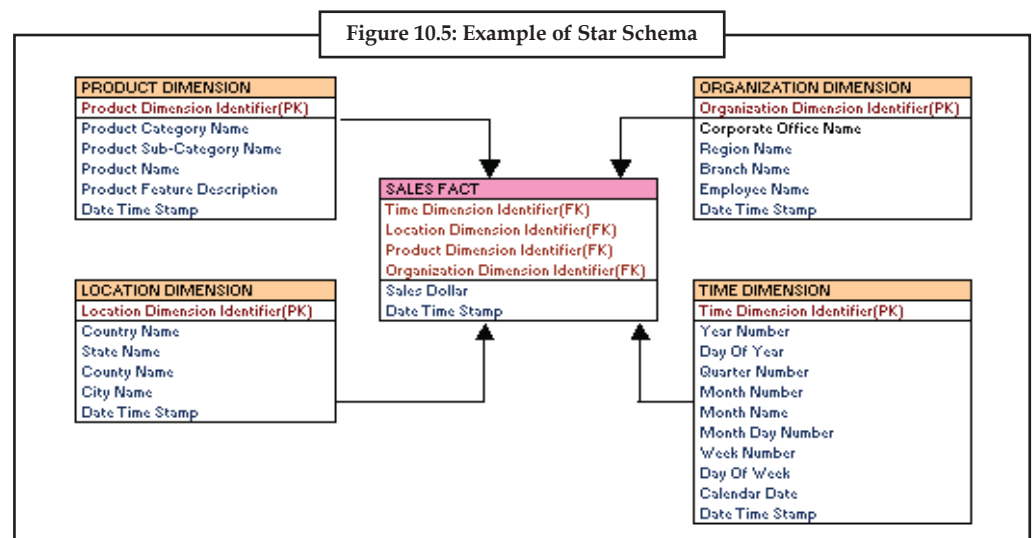 Figure 10.5: Example of Star Schema
PRODUCT DIMENSION
Product Dimension Identifier(PK)
Product Category Name
Product Sub-Category Name
Product Name
Product Feature Description
Date Time Stamp
ORGANIZATION DIMENSION
Organization Dimension Identifier(PK)
Corporate Office Name
Region Name
Branch Name
Employee Name
Date Time Stamp
SALES FACT
Time Dimension Identifier(FK)
Location Dimension Identifier(FK)
Product Dimension Identifier(FK)
Organization Dimension Identifier(FK)
Sales Dollar
Date Time Stamp
LOCATION DIMENSION
Location Dimension Identifier(PK)
Country Name
State Name
County Name
City Name
Date Time Stamp
TIME DIMENSION
Time Dimension Identifier(PK)
Year Number
Day Of Year
Quarter Number
Month Number
Month Name
Month Day Number
Week Number
Day Of Week
Calendar Date
Date Time Stamp